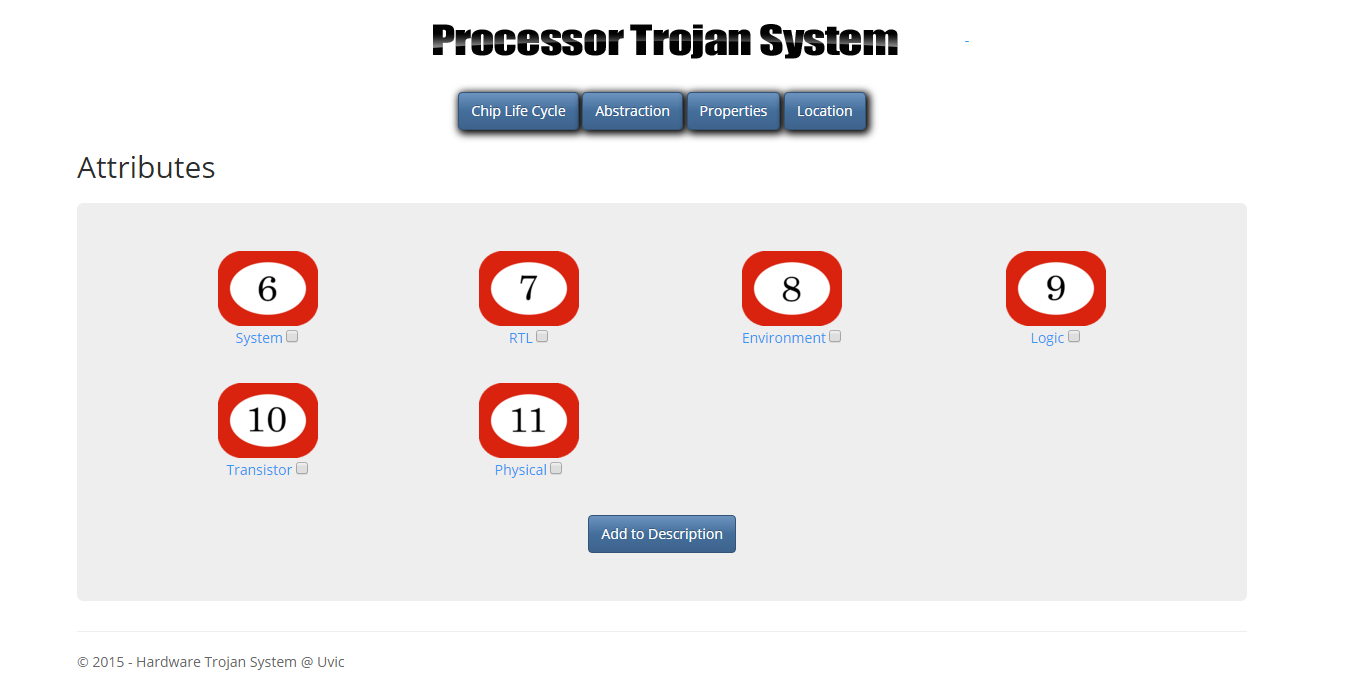 Processor Trojan System -
Chip Life Cycle Abstraction Properties Location
Attributes
6 7 8 9
System RTL Environment Logic
10 11
Transistor Physical
Add to Description
© 2015 - Hardware Trojan System @ Uvic